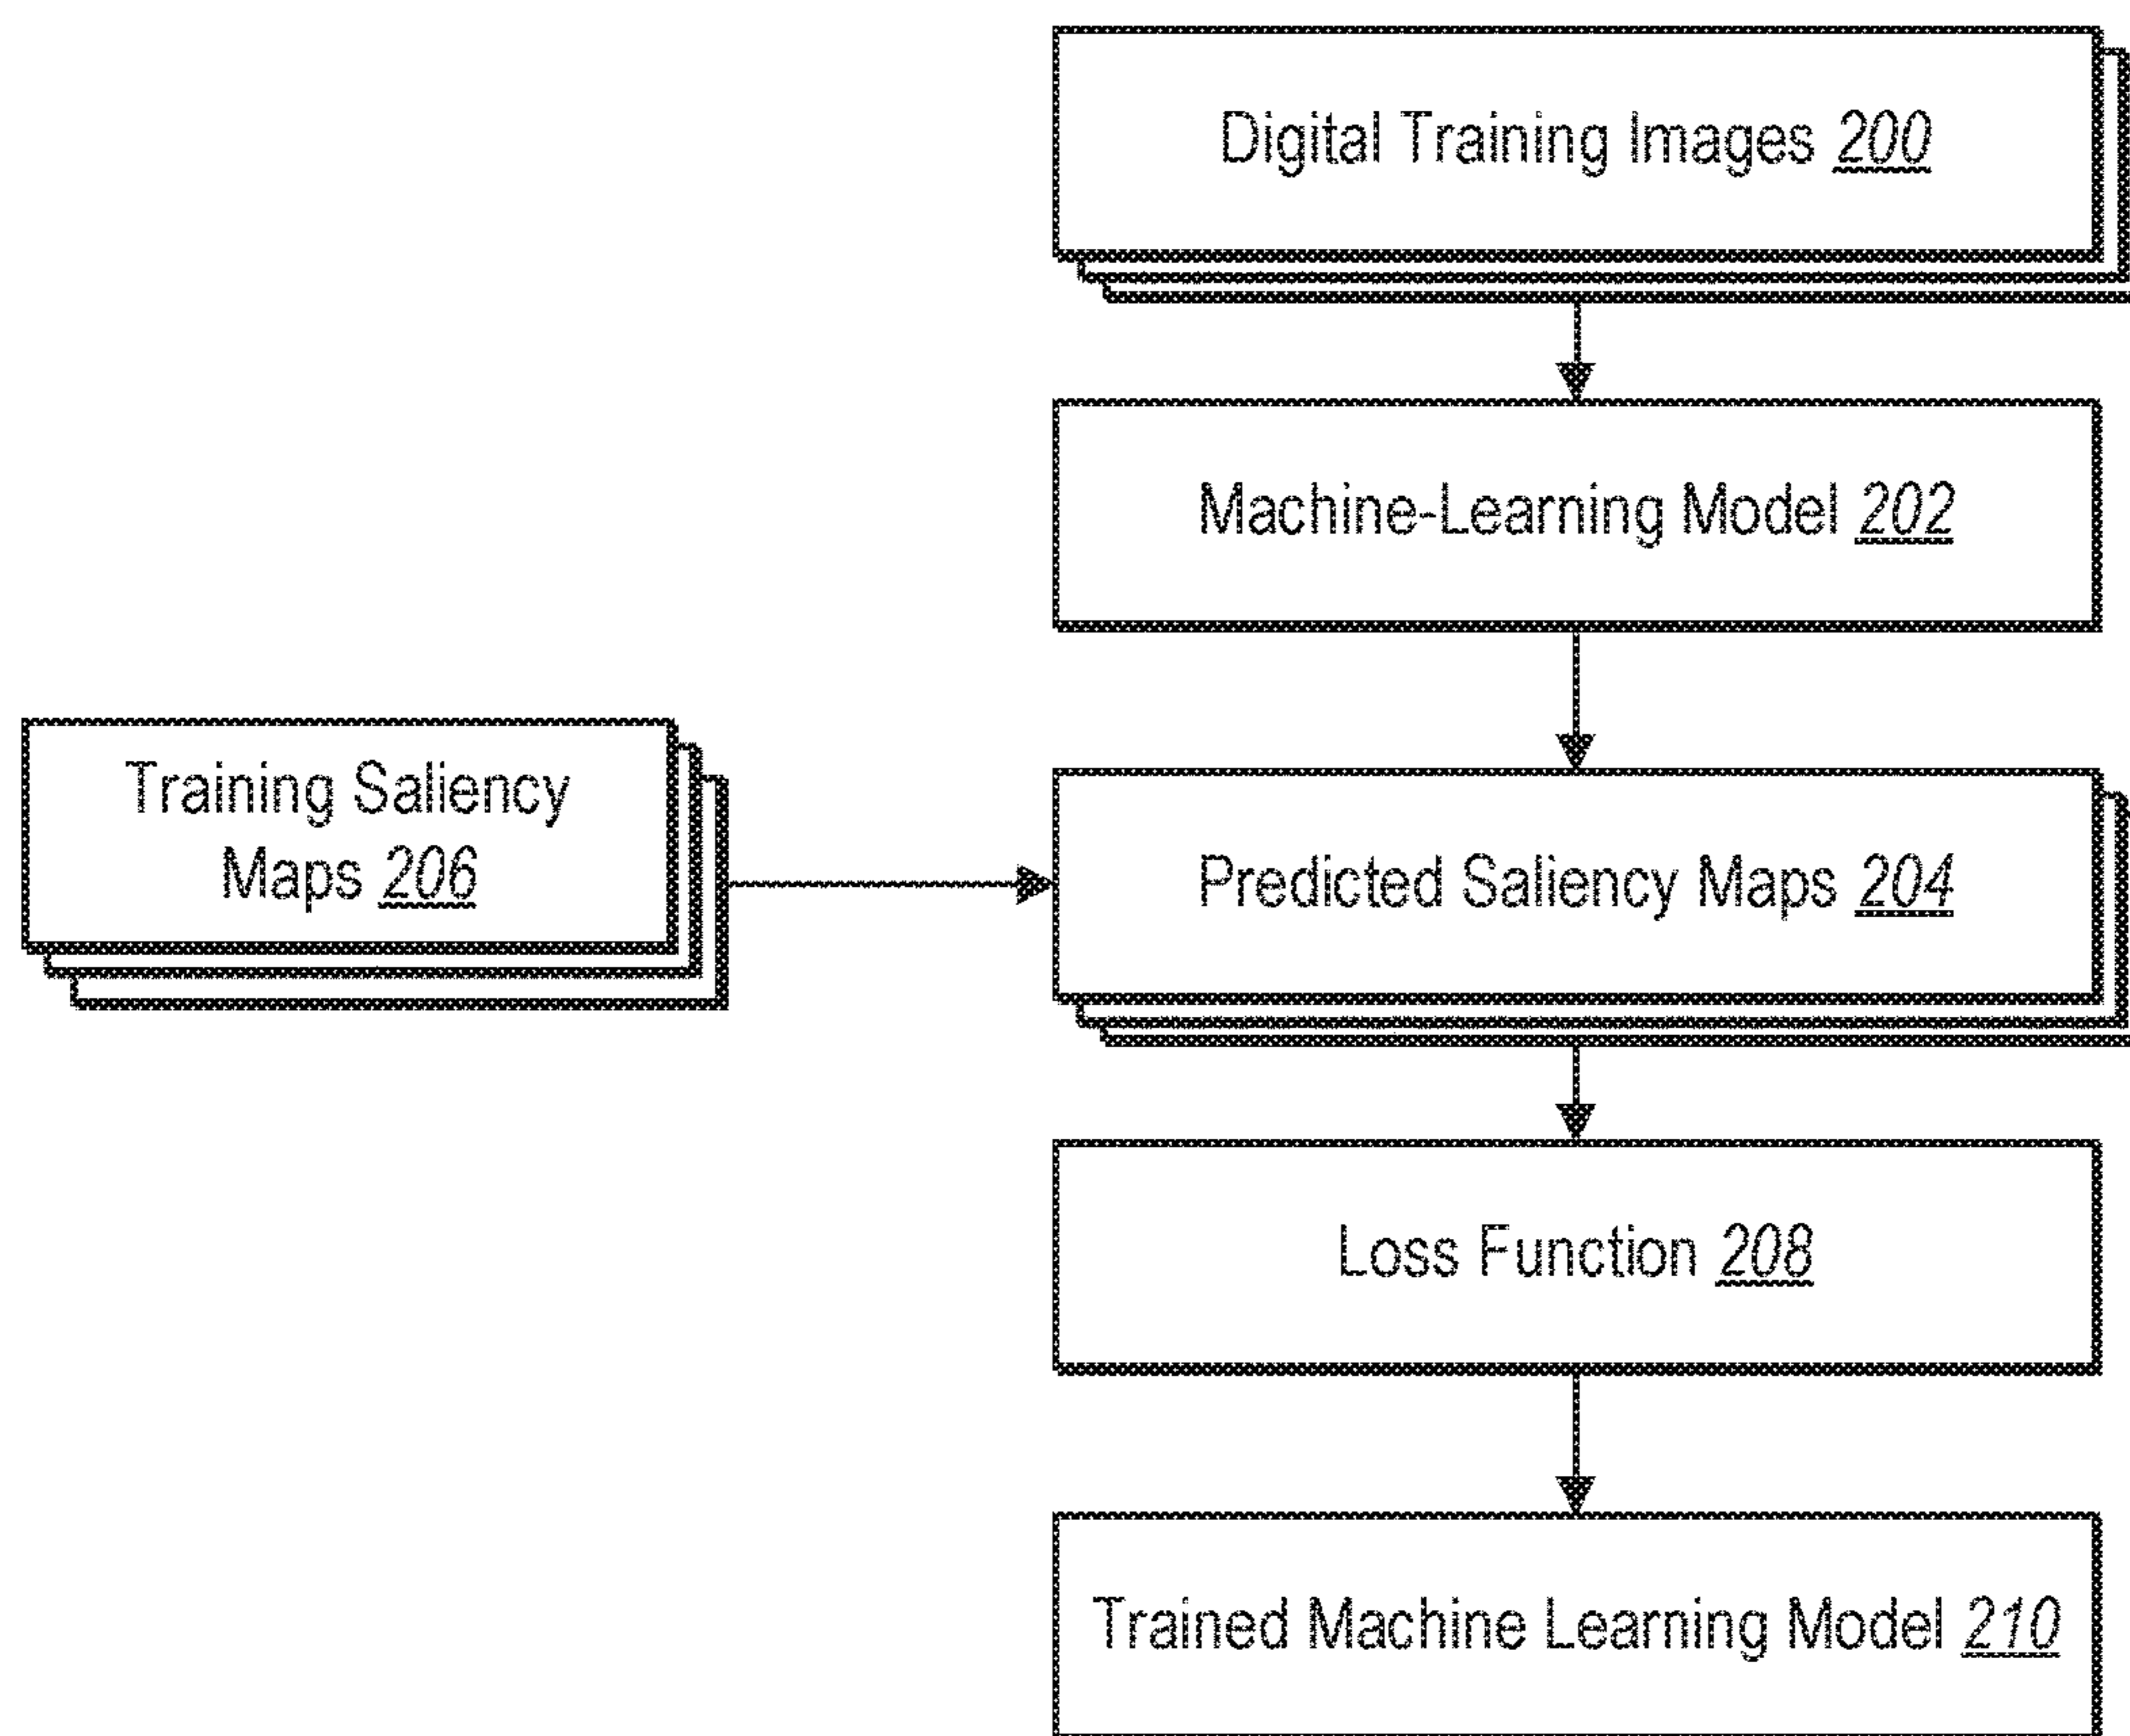 Digital Training Images 200
Machine-Learning Model 202
Training Saliency
Maps 206
Predicted Saliency Maps 204
Loss Function 208
Trained Machine Learning Model 210